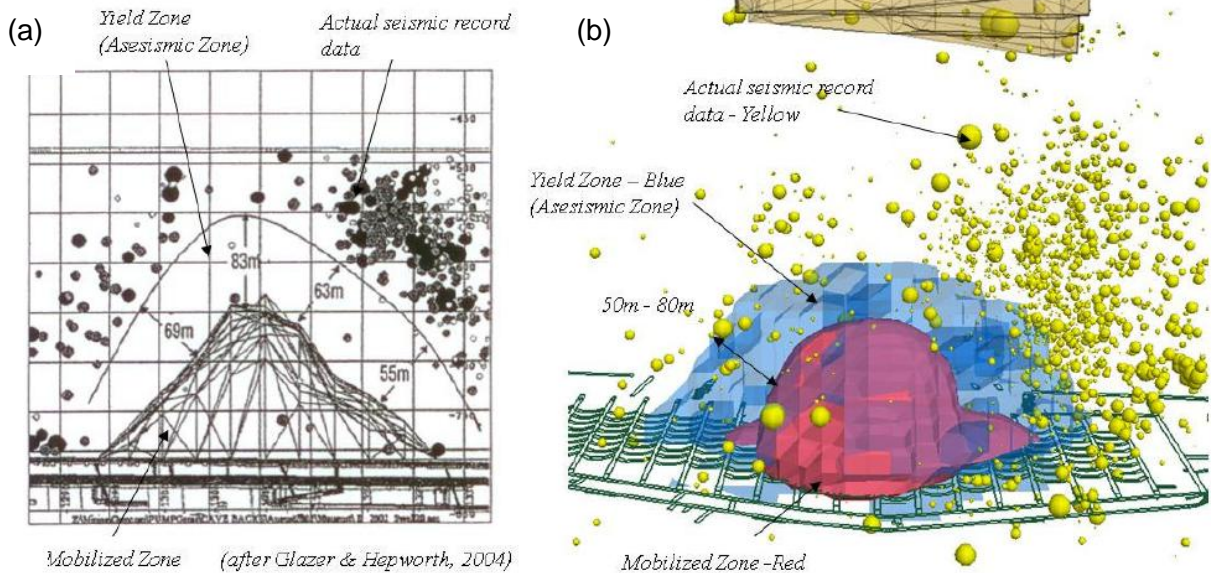 (a)
Yield Zone
(Asesismic Zone)
Actual seismic record
data
83m
63m
69m
55m
Mobilized Zone
(after Glazer & Hepworth, 2004)
(b)
Actual seismic record
data - Yellow
Yield Zone – Blue
(Asesismic Zone)
50m - 80m
Mobilized Zone -Red